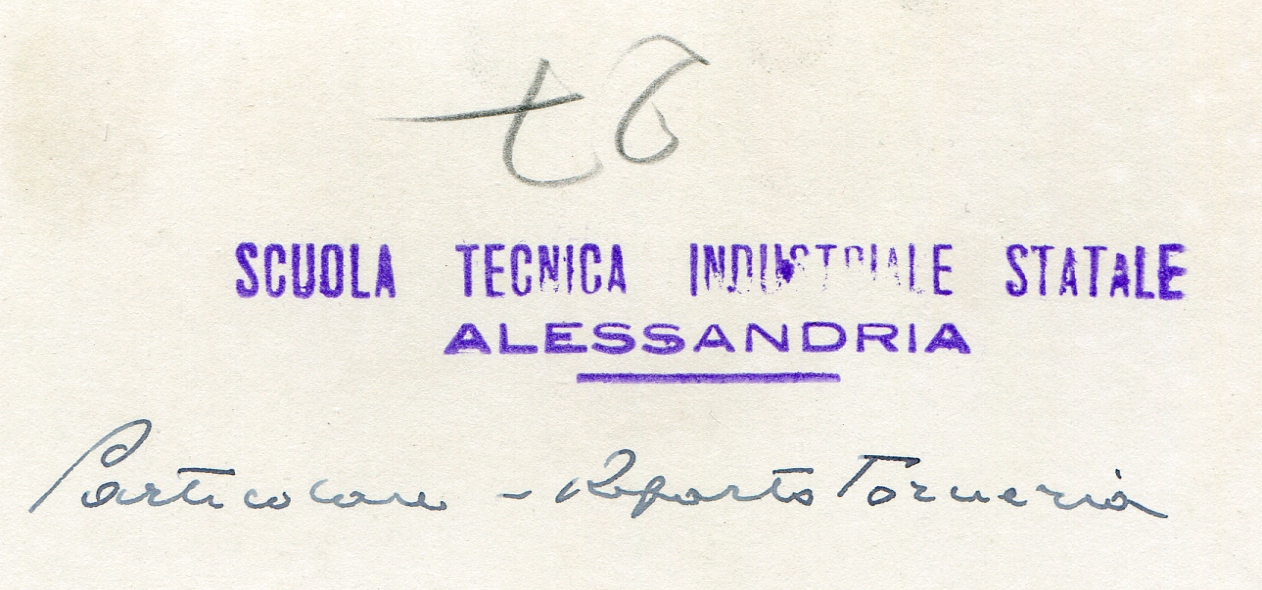 SCUOLA TECNICA INDUSTRIALE STATALE
ALESSANDRIA
Particolare - Reparto Torneria